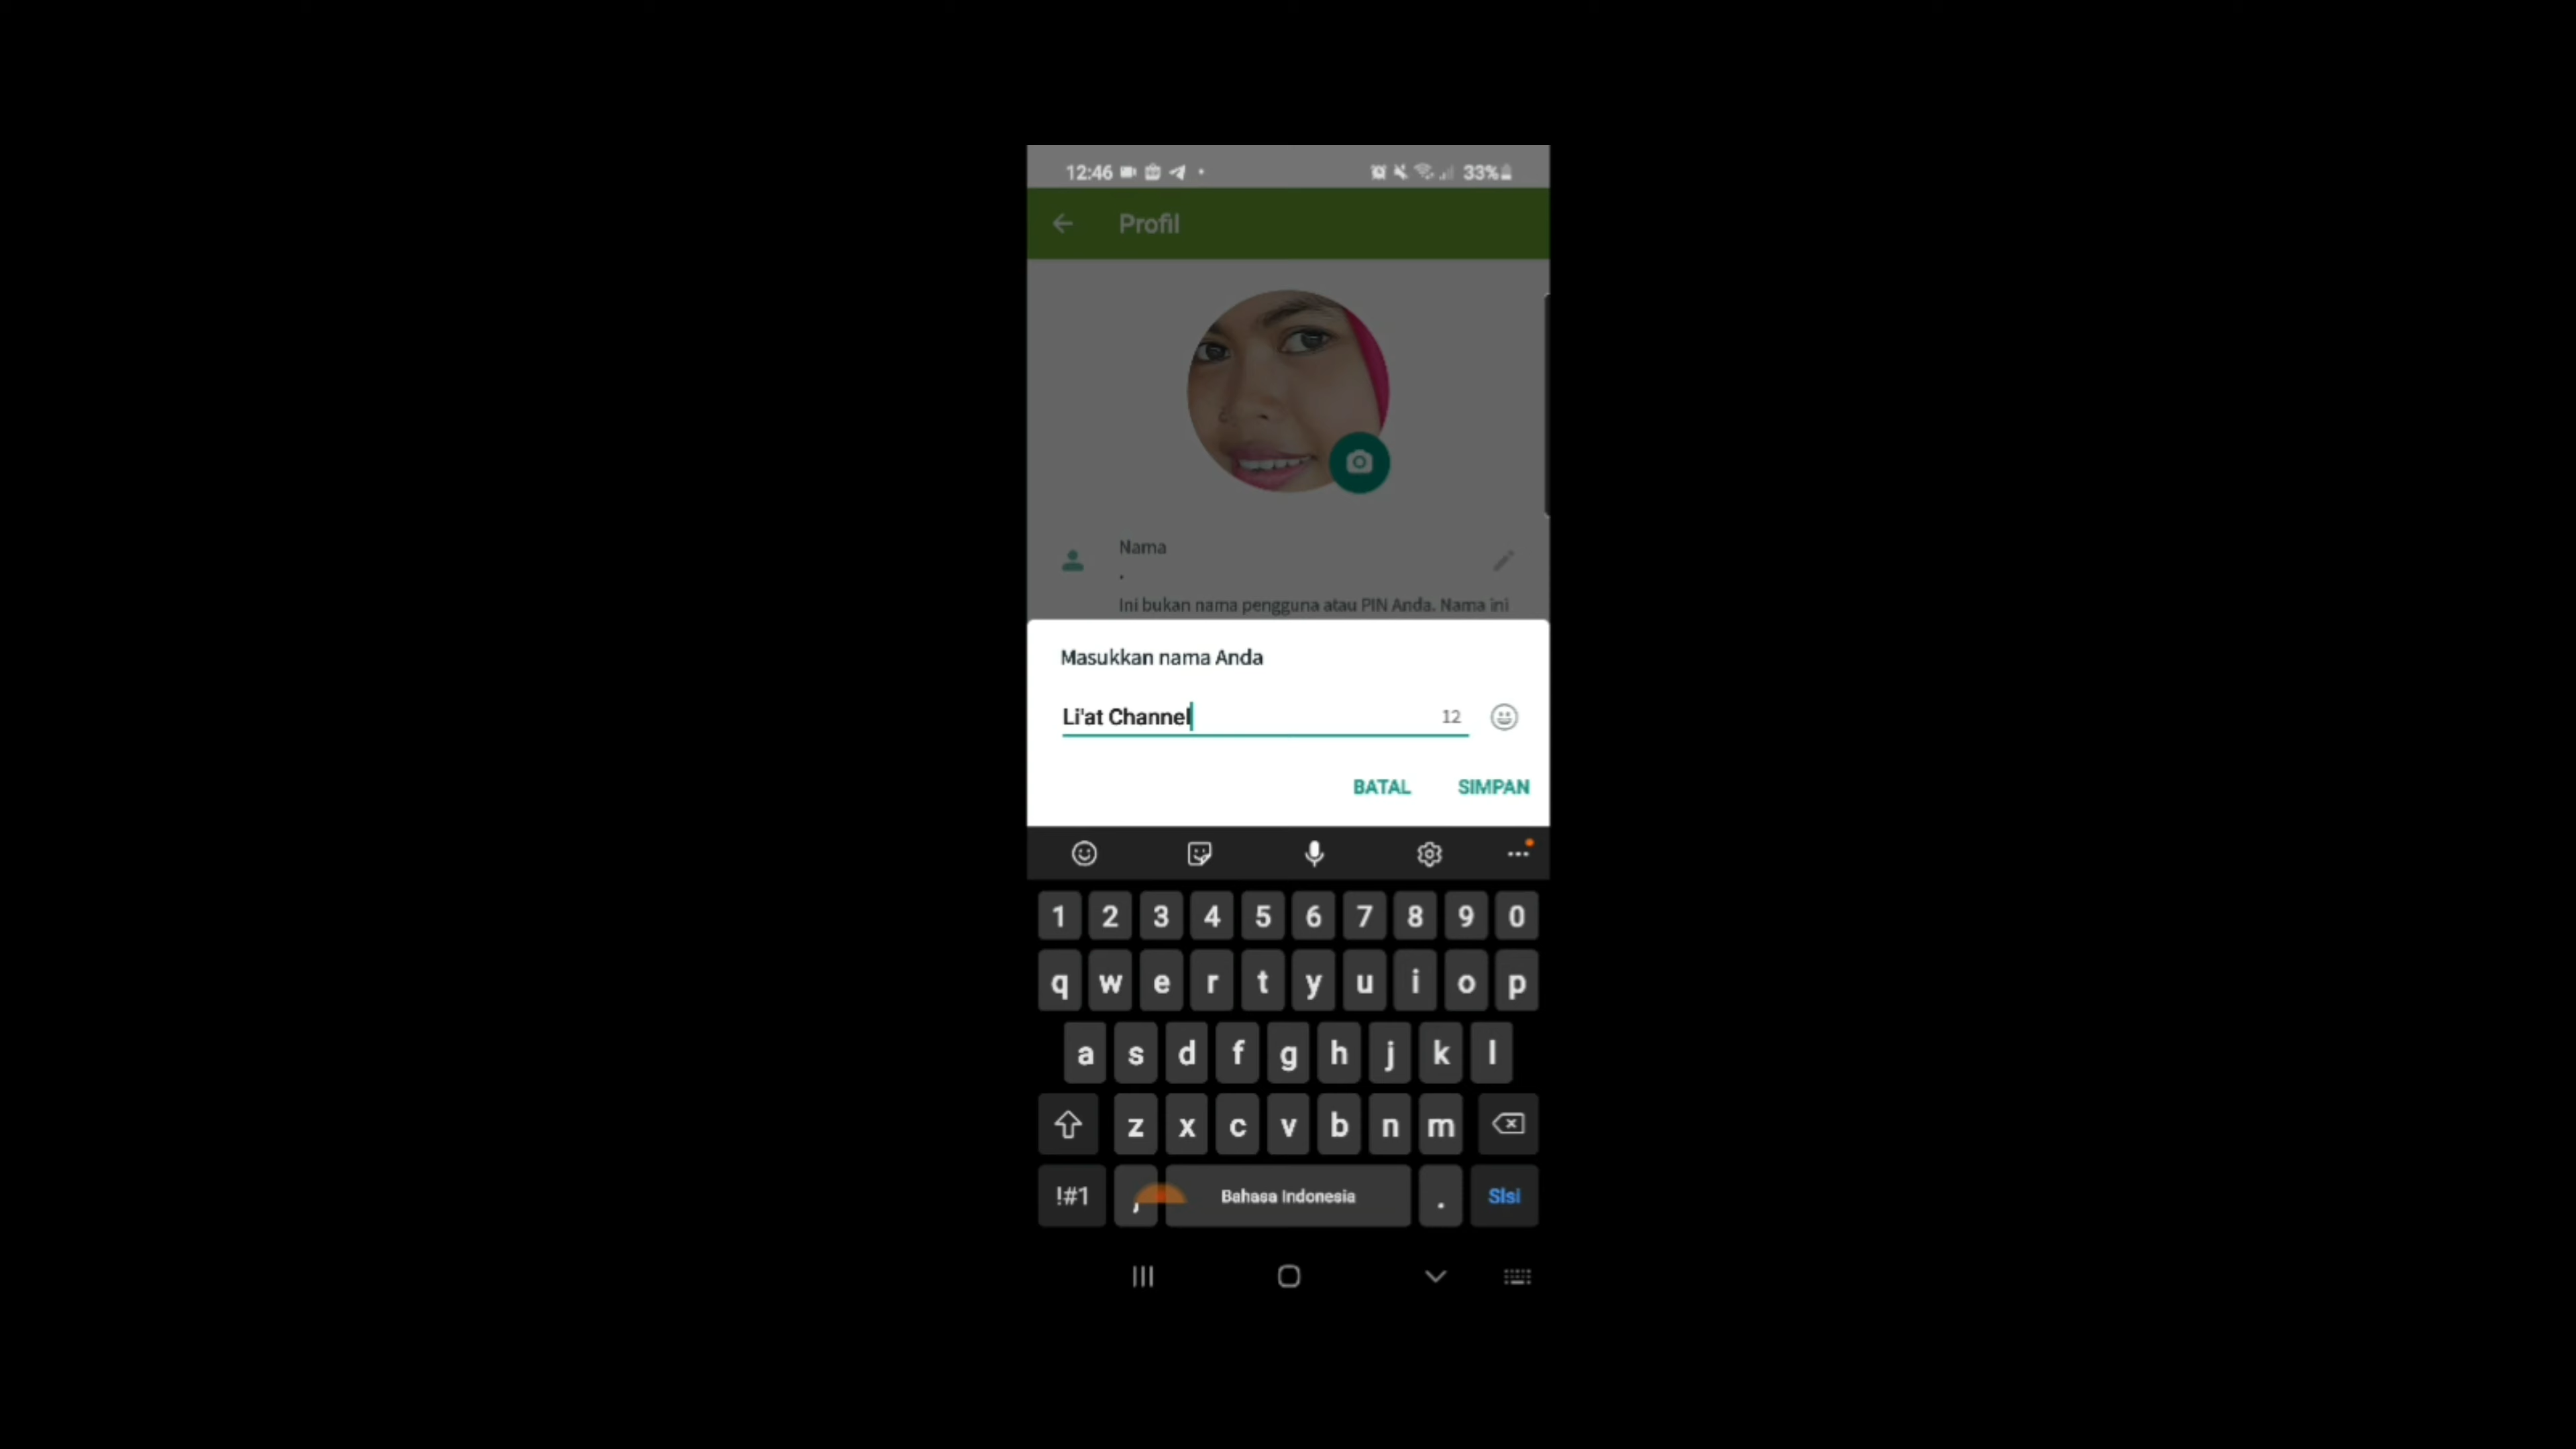 12:46 33%
Profil
Nama
.
Ini bukan nama pengguna atau PIN Anda. Nama ini
Masukkan nama Anda
Li'at Channel 12
BATAL SIMPAN
1 2 3 4 5 6 7 8 9 0
q w e r t y u i o p
a s d f g h j k l
z x c v b n m
!#1 , Bahasa Indonesia . SIsi